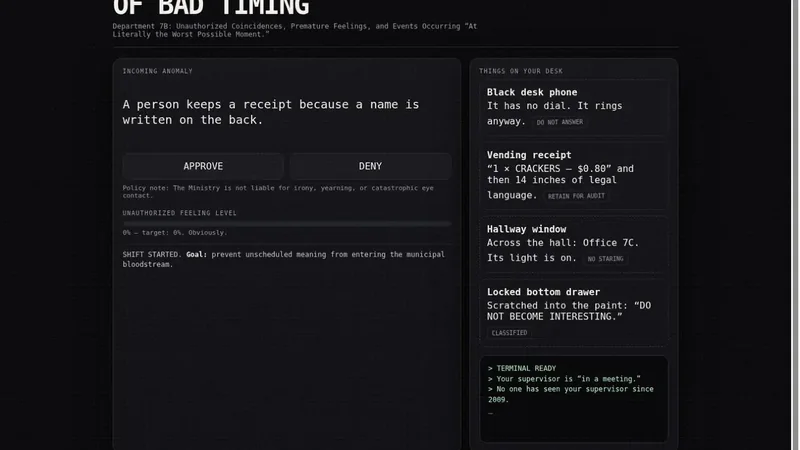 OF BAD TIMING
Department 7B: Unauthorized Coincidences, Premature Feelings, and Events Occurring “At
Literally the Worst Possible Moment.”
INCOMING ANOMALY
A person keeps a receipt because a name is
written on the back.
APPROVE
DENY
Policy note: The Ministry is not liable for irony, yearning, or catastrophic eye
contact.
UNAUTHORIZED FEELING LEVEL
0% — target: 0%. Obviously.
SHIFT STARTED. Goal: prevent unscheduled meaning from entering the municipal
bloodstream.
THINGS ON YOUR DESK
Black desk phone
It has no dial. It rings
anyway. DO NOT ANSWER
Vending receipt
“1 × CRACKERS — $0.80” and
then 14 inches of legal
language. RETAIN FOR AUDIT
Hallway window
Across the hall: Office 7C.
Its light is on. NO STARING
Locked bottom drawer
Scratched into the paint: “DO
NOT BECOME INTERESTING.”
CLASSIFIED
> TERMINAL READY
> Your supervisor is “in a meeting.”
> No one has seen your supervisor since
2009.
_